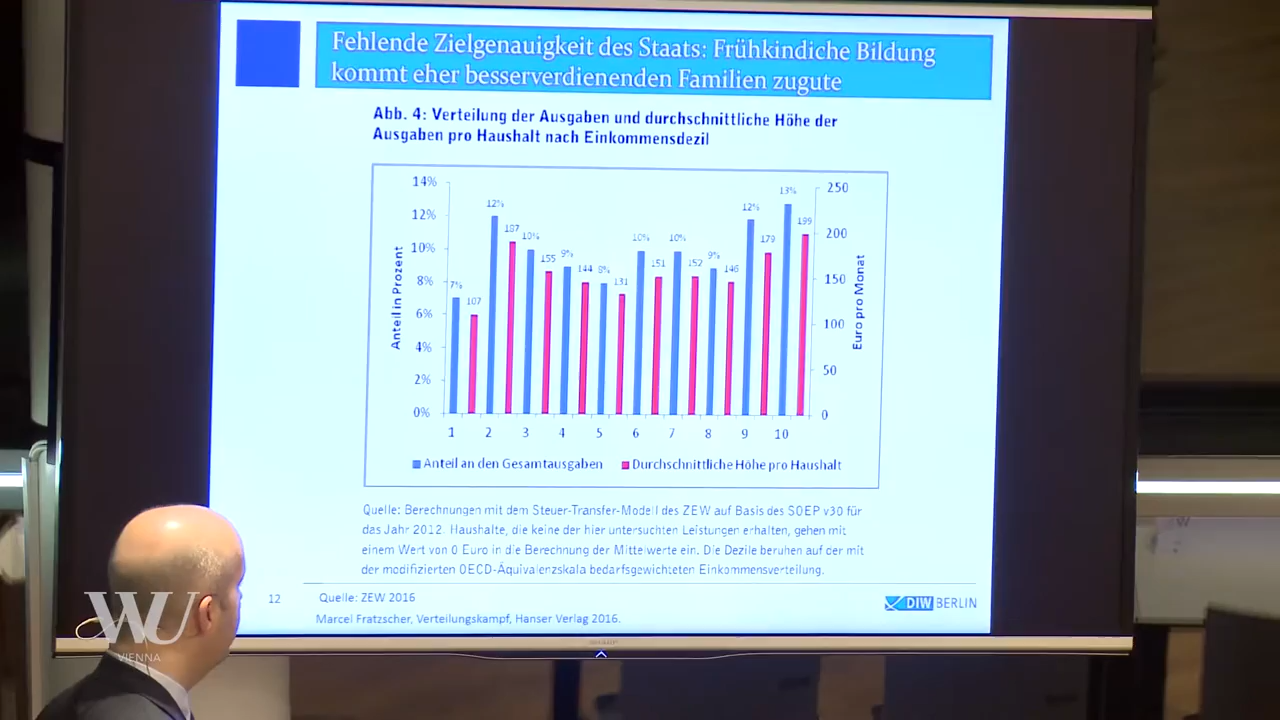 Fehlende Zielgenauigkeit des Staats: Frühkindiche Bildung
kommt eher besserverdienenden Familien zugute
Abb. 4: Verteilung der Ausgaben und durchschnittliche Höhe der
Ausgaben pro Haushalt nach Einkommensdezil
14%
12%
10%
8%
6%
4%
2%
0%
Anteil in Prozent
7%
107
12%
187
10%
155
9%
144
8%
131
10%
151
10%
152
9%
146
12%
179
13%
199
250
200
150
100
50
0
Euro pro Monat
1 2 3 4 5 6 7 8 9 10
Anteil an den Gesamtausgaben Durchschnittliche Höhe pro Haushalt
Quelle: Berechnungen mit dem Steuer-Transfer-Modell des ZEW auf Basis des SOEP v30 für
das Jahr 2012. Haushalte, die keine der hier untersuchten Leistungen erhalten, gehen mit
einem Wert von 0 Euro in die Berechnung der Mittelwerte ein. Die Dezile beruhen auf der mit
der modifizierten OECD-Äquivalenzskala bedarfsgewichteten Einkommensverteilung.
12
Quelle: ZEW 2016
Marcel Fratzscher, Verteilungskampf, Hanser Verlag 2016.
DIW BERLIN
WU
VIENNA